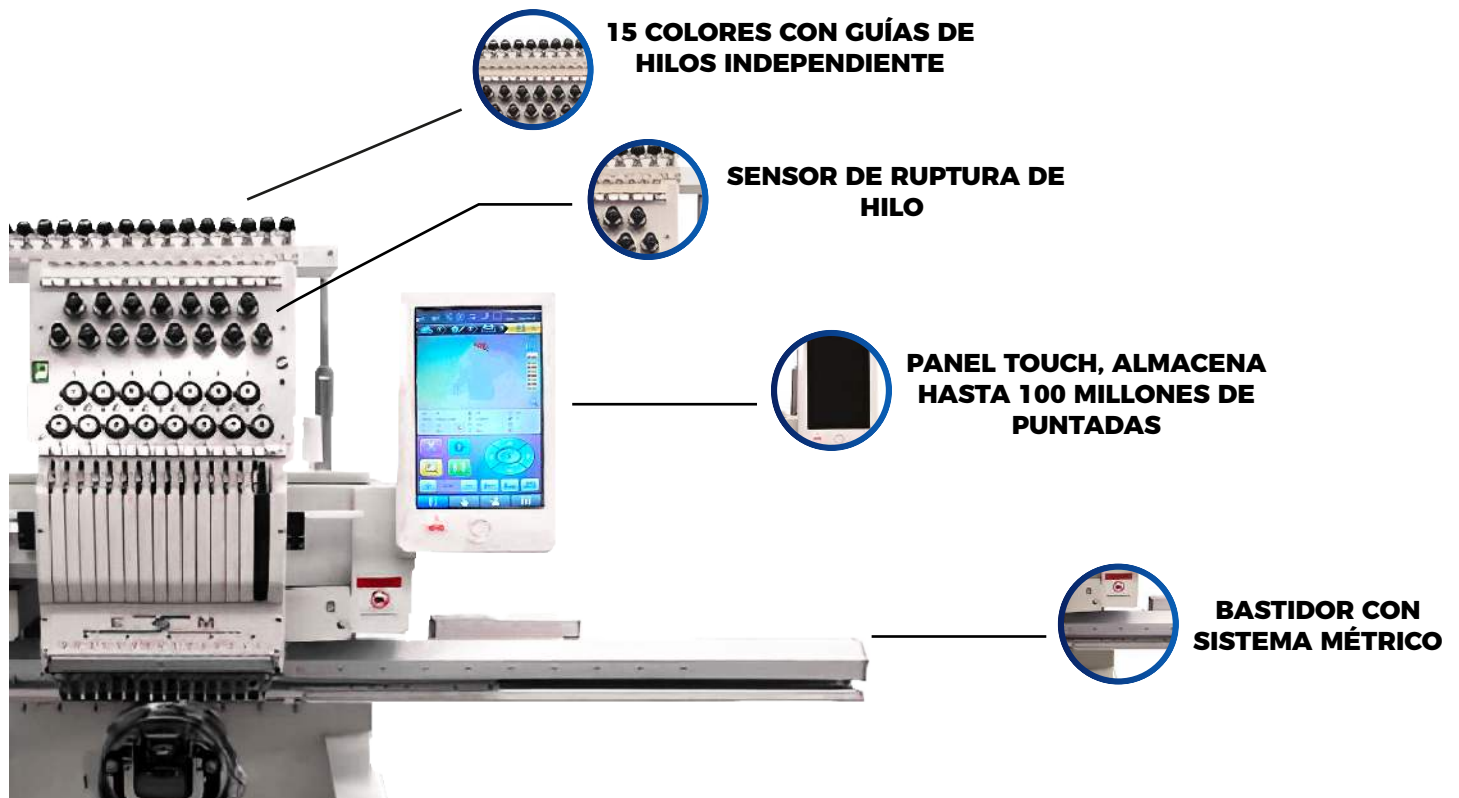 15 COLORES CON GUÍAS DE
HILOS INDEPENDIENTE
SENSOR DE RUPTURA DE
HILO
PANEL TOUCH, ALMACENA
HASTA 100 MILLONES DE
PUNTADAS
BASTIDOR CON
SISTEMA MÉTRICO
E S M